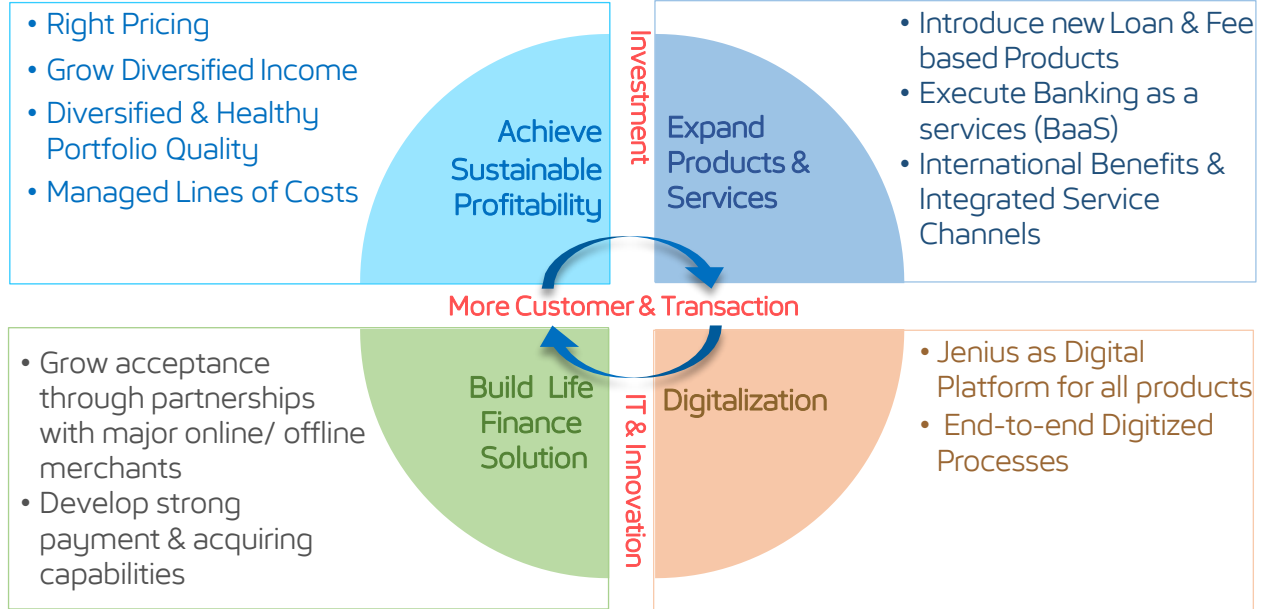 • Right Pricing
• Grow Diversified Income
• Diversified & Healthy
Portfolio Quality
• Managed Lines of Costs
Achieve
Sustainable
Profitability
Investment
Expand
Products &
Services
• Introduce new Loan & Fee
based Products
• Execute Banking as a
services (BaaS)
• International Benefits &
Integrated Service
Channels
More Customer & Transaction
• Grow acceptance
through partnerships
with major online/ offline
merchants
• Develop strong
payment & acquiring
capabilities
Build Life
Finance
Solution
IT & Innovation
Digitalization
• Jenius as Digital
Platform for all products
• End-to-end Digitized
Processes